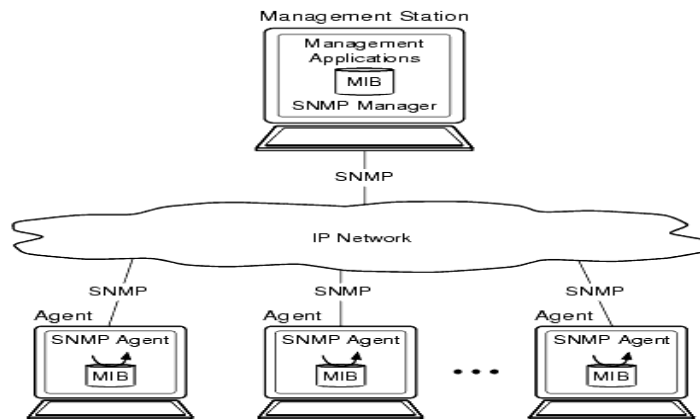 Management Station
Management
Applications
MIB
SNMP Manager
SNMP
IP Network
SNMP
SNMP
SNMP
Agent
Agent
Agent
SNMP Agent
SNMP Agent
SNMP Agent
MIB
MIB
MIB